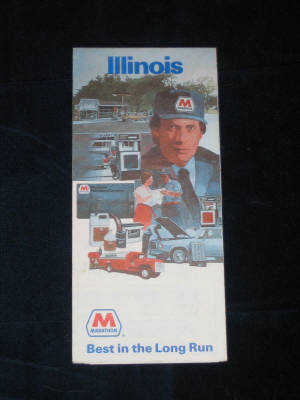 Illinois
M
M
MARATHON
Best in the Long Run